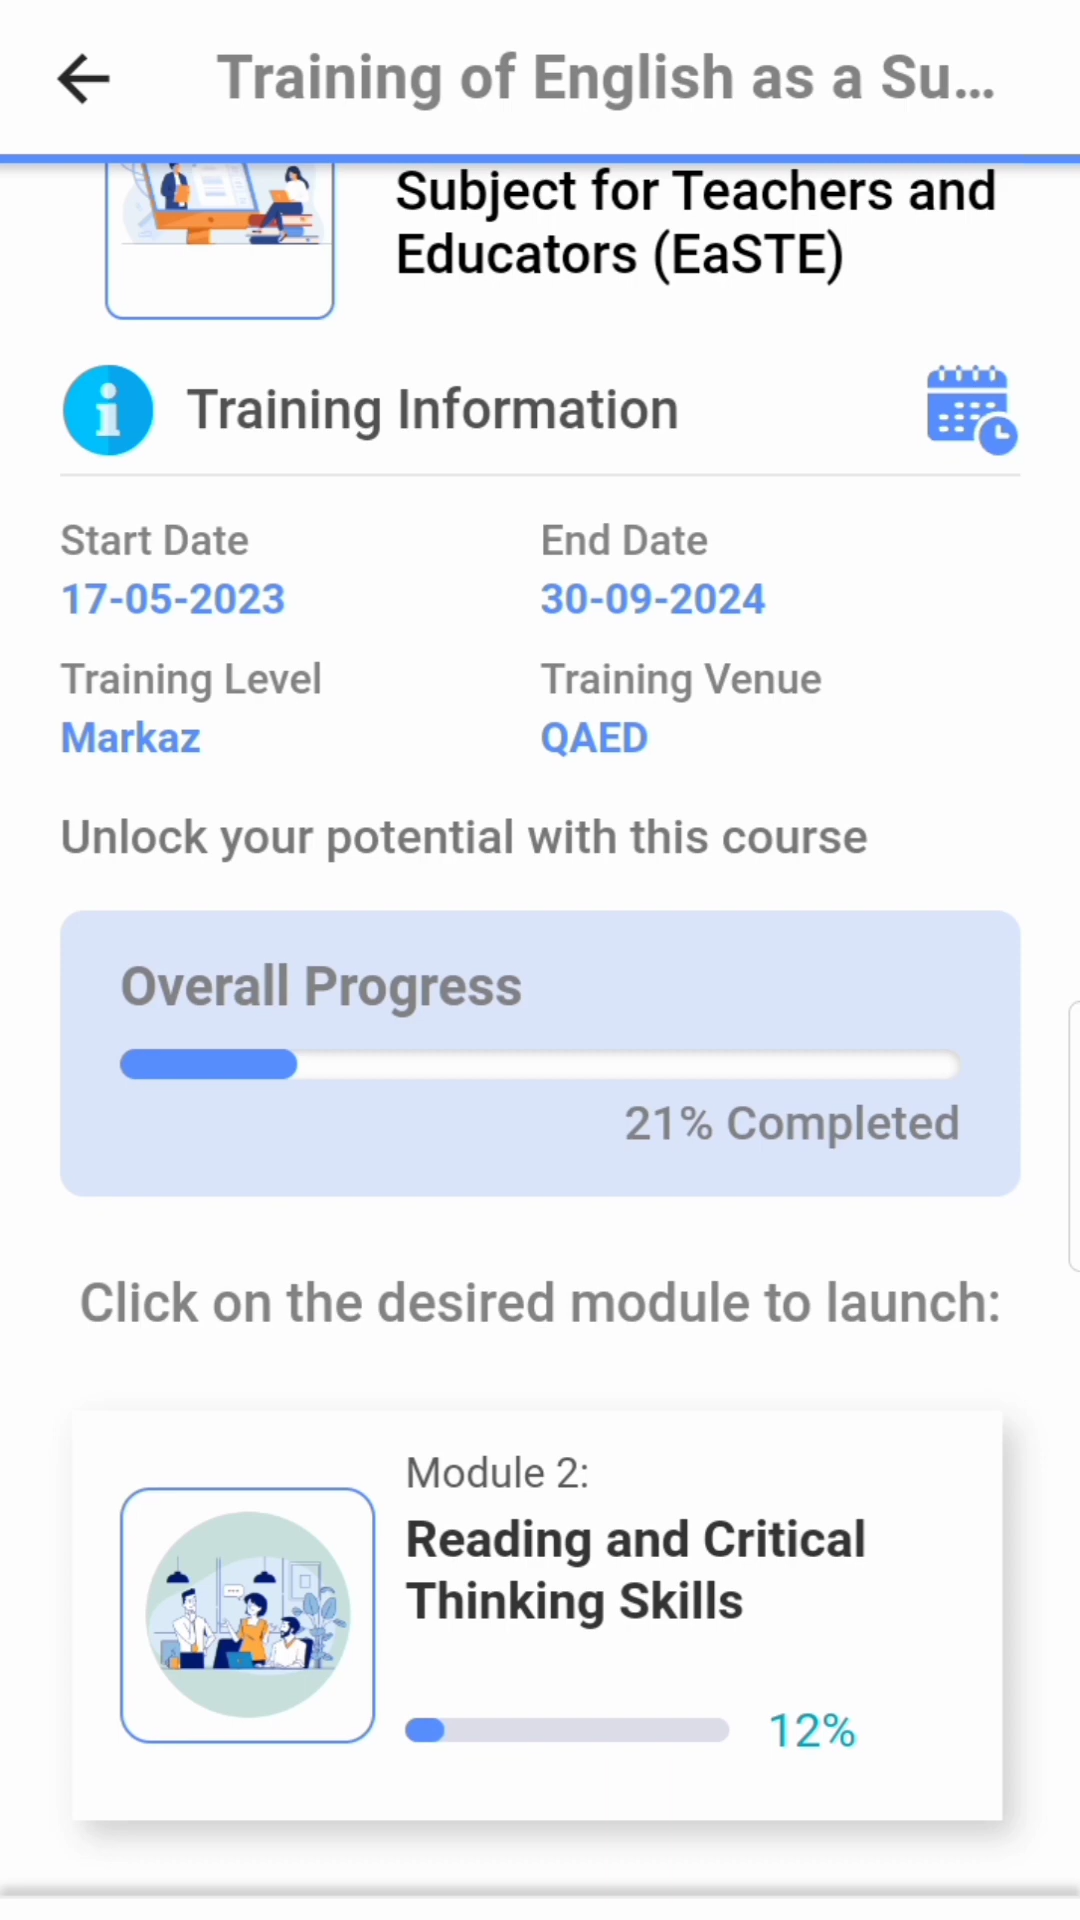 Training of English as a Su...
Subject for Teachers and
Educators (EaSTE)
Training Information
Start Date
17-05-2023
End Date
30-09-2024
Training Level
Markaz
Training Venue
QAED
Unlock your potential with this course
Overall Progress
21% Completed
Click on the desired module to launch:
Module 2:
Reading and Critical
Thinking Skills
12%